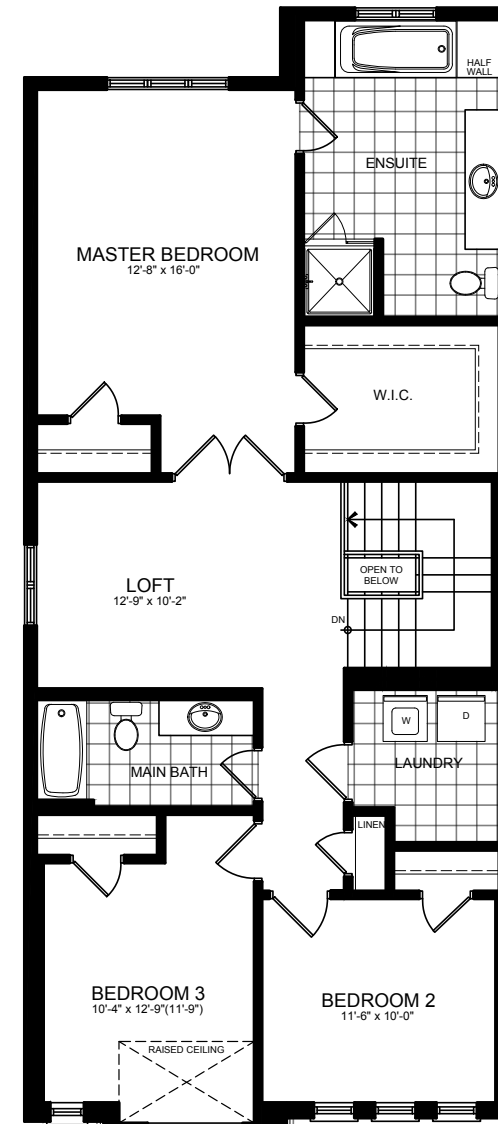 HALF
WALL
ENSUITE
MASTER BEDROOM
12'-8" x 16'-0"
W.I.C.
OPEN TO
BELOW
LOFT
12'-9" x 10'-2"
DN
W
D
MAIN BATH
LAUNDRY
LINEN
BEDROOM 3
10'-4" x 12'-9"(11'-9")
BEDROOM 2
11'-6" x 10'-0"
RAISED CEILING